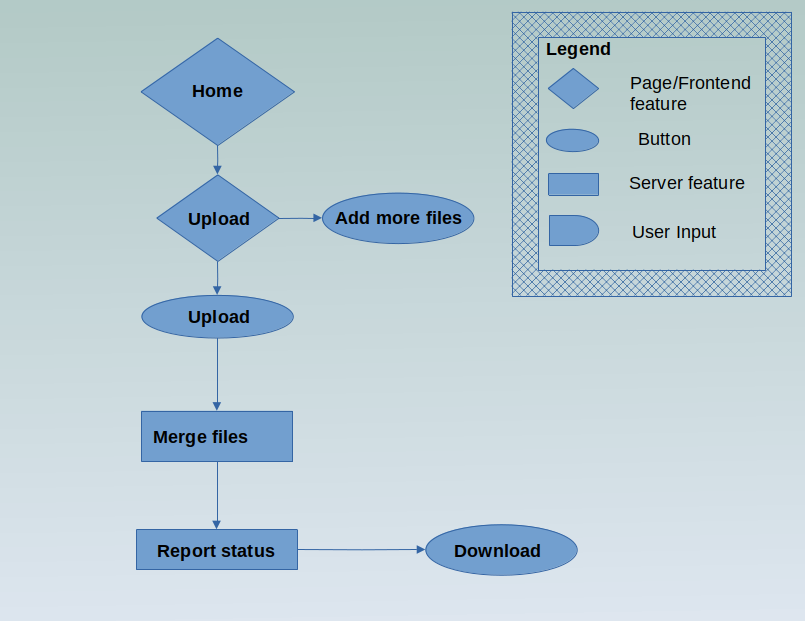 Home
Upload
Add more files
Upload
Merge files
Report status
Download
Legend
Page/Frontend
feature
Button
Server feature
User Input